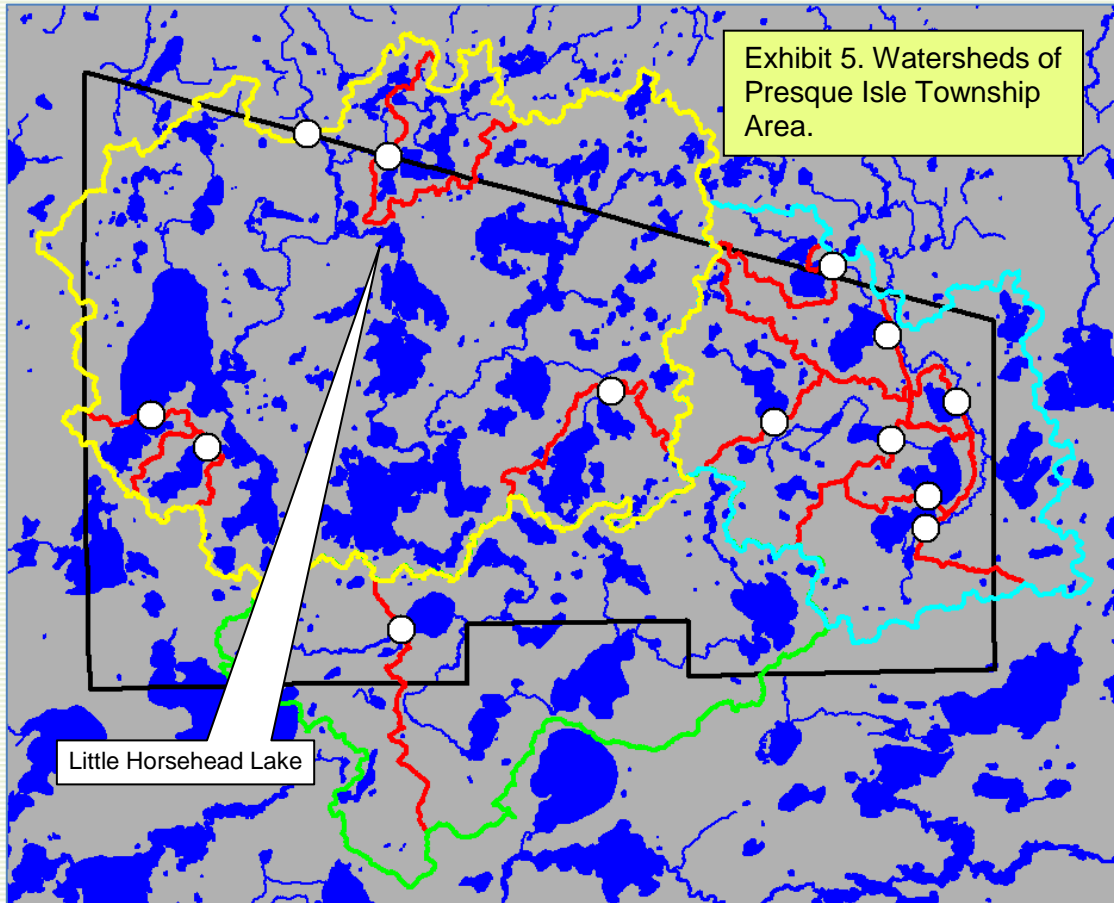 Exhibit 5. Watersheds of
Presque Isle Township
Area.
Little Horsehead Lake